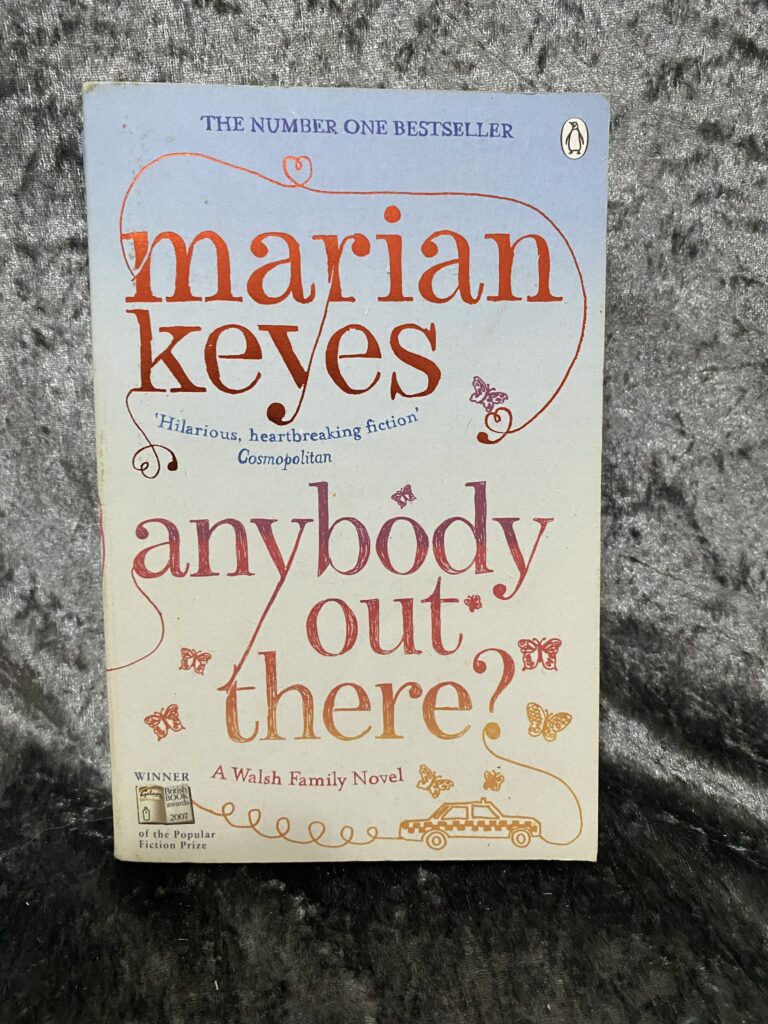 THE NUMBER ONE BESTSELLER
marian
keyes
'Hilarious, heartbreaking fiction'
Cosmopolitan
anybody
out
there?
A Walsh Family Novel
WINNER
Galaxy
British
BOOK
awards
2007
of the Popular
Fiction Prize